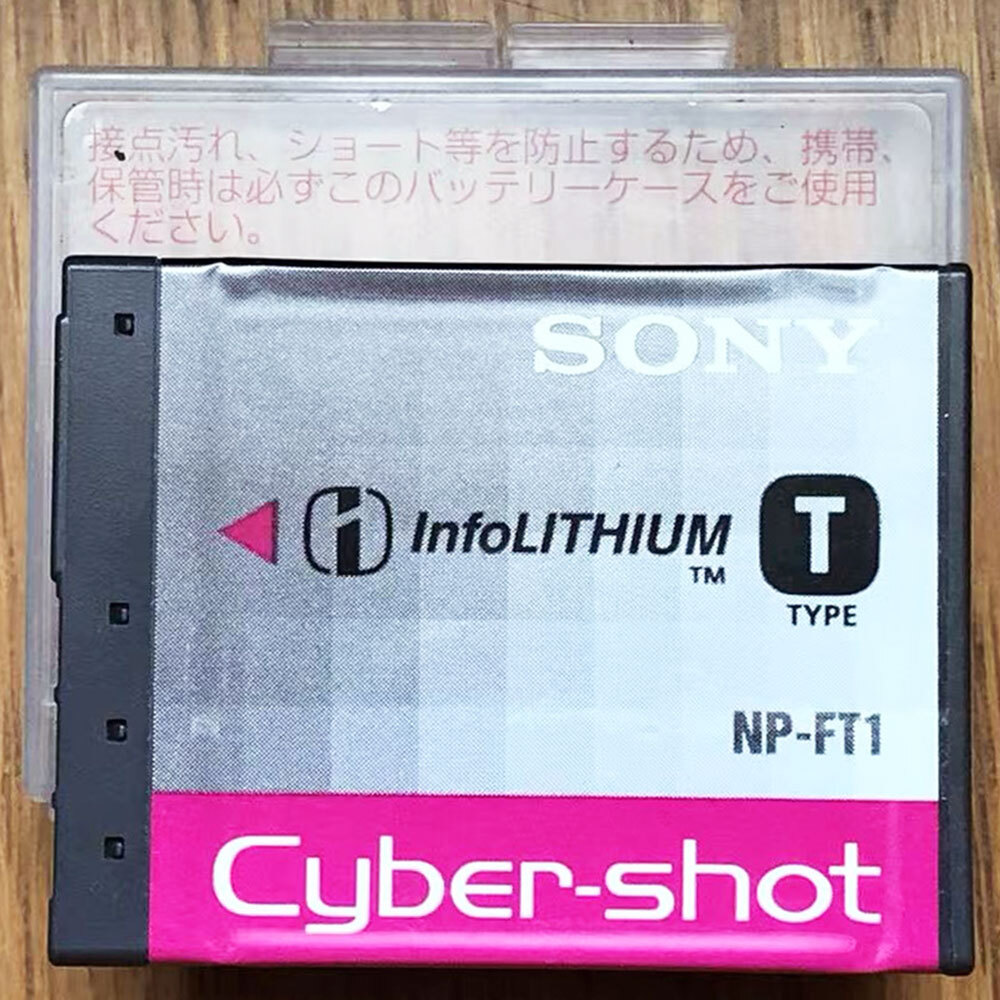 接点汚れ、ショート等を防止するため、携帯、
保管時は必ずこのバッテリーケースをご使用
ください。
SONY
i InfoLITHIUM TM
T
TYPE
NP-FT1
Cyber-shot